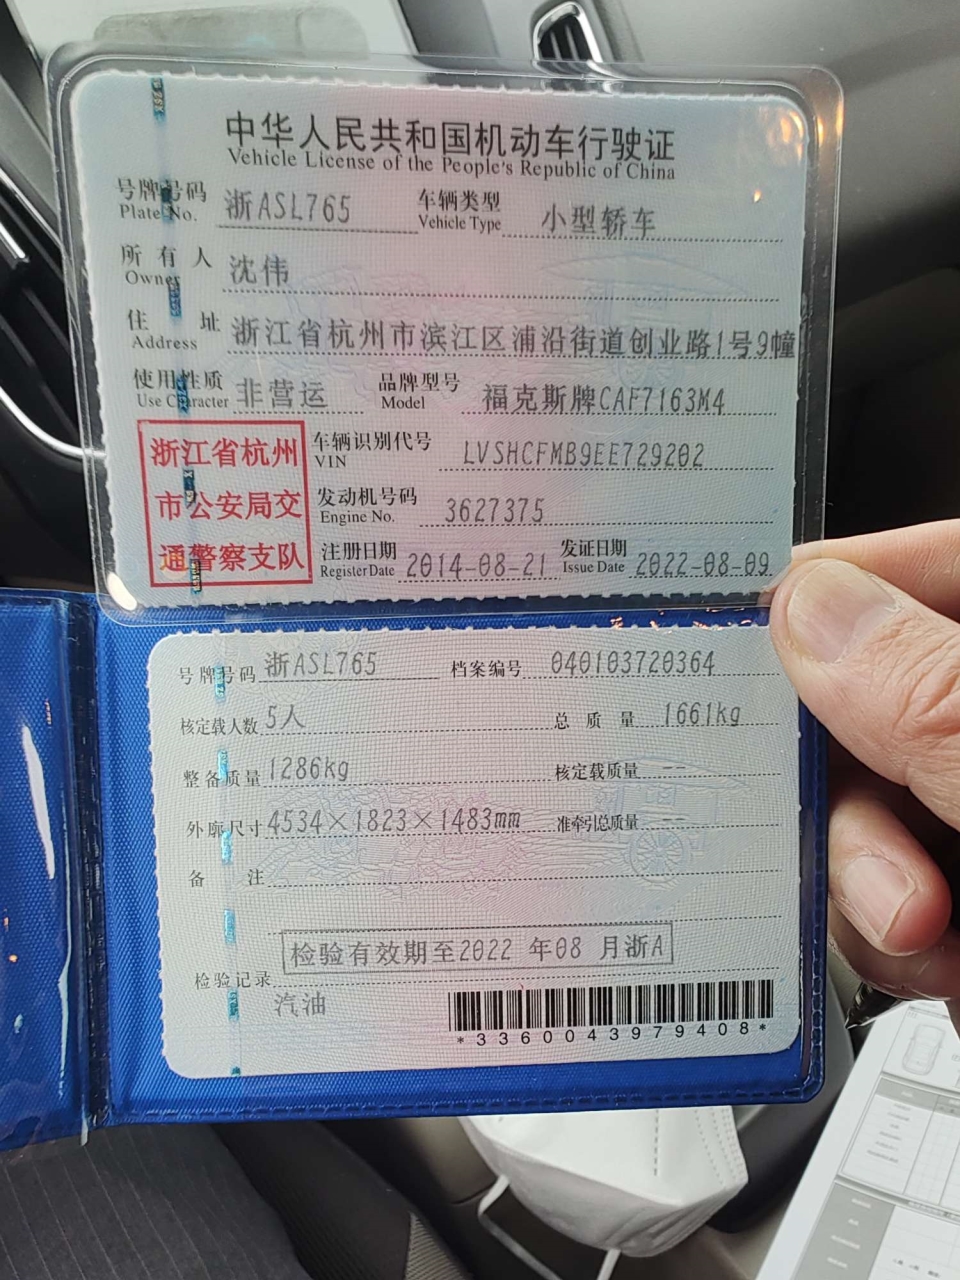 中华人民共和国机动车行驶证
Vehicle License of the People's Republic of China
号牌号码 浙ASL765 车辆类型 小型轿车
Plate No. Vehicle Type
所有人 沈伟
Owner
住址 浙江省杭州市滨江区浦沿街道创业路1号9幢
Address
使用性质 非营运 品牌型号 福克斯牌CAF7163M4
Use Character Model
浙江省杭州
市公安局交
通警察支队
车辆识别代号 LVSHCFMB9EE729202
VIN
发动机号码 3627375
Engine No.
注册日期 2014-08-21 发证日期 2022-08-09
Register Date Issue Date
号牌号码 浙ASL765 档案编号 040103720364
核定载人数 5人 总质量 1661kg
整备质量 1286kg 核定载质量 --
外廓尺寸 4534×1823×1483mm 准牵引总质量 --
备注
检验有效期至2022 年08 月浙A
检验记录
汽油
*3360043979408*